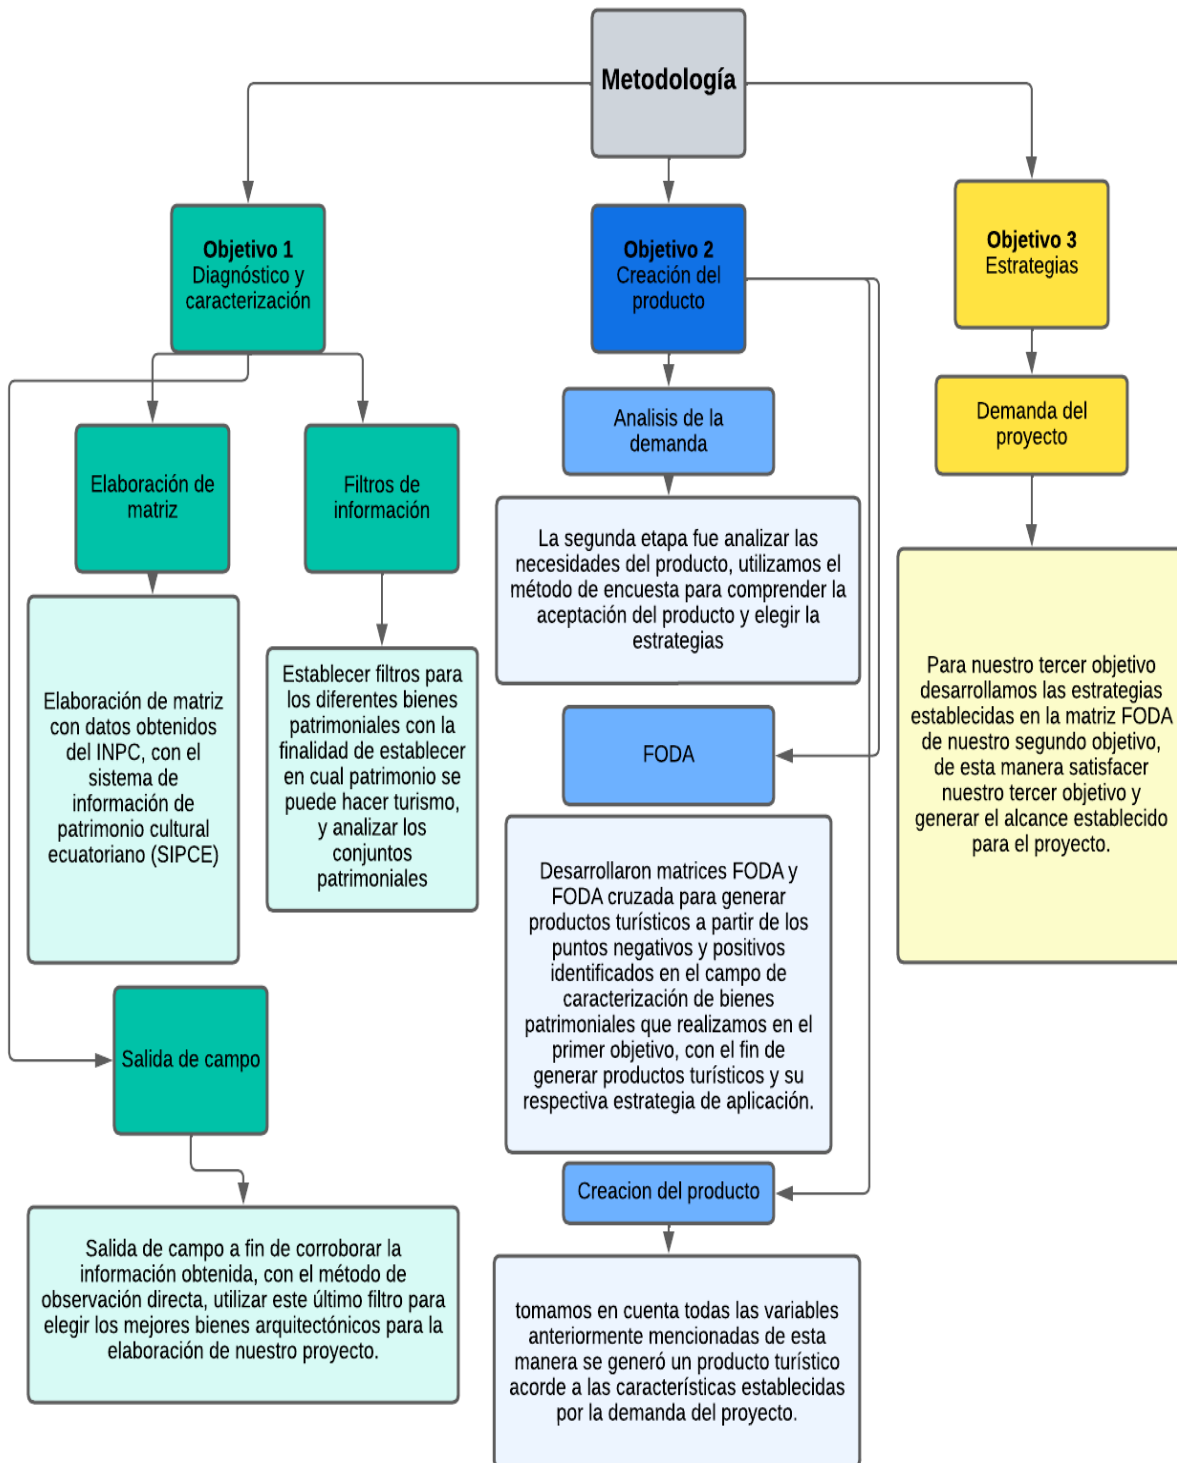 Metodología
Objetivo 1
Diagnóstico y
caracterización
Elaboración de
matriz
Elaboración de matriz
con datos obtenidos
del INPC, con el
sistema de
información de
patrimonio cultural
ecuatoriano (SIPCE)
Filtros de
información
Establecer filtros para
los diferentes bienes
patrimoniales con la
finalidad de establecer
en cual patrimonio se
puede hacer turismo,
y analizar los
conjuntos
patrimoniales
Salida de campo
Salida de campo a fin de corroborar la
información obtenida, con el método de
observación directa, utilizar este último filtro para
elegir los mejores bienes arquitectónicos para la
elaboración de nuestro proyecto.
Objetivo 2
Creación del
producto
Analisis de la
demanda
La segunda etapa fue analizar las
necesidades del producto, utilizamos el
método de encuesta para comprender la
aceptación del producto y elegir la
estrategias
FODA
Desarrollaron matrices FODA y
FODA cruzada para generar
productos turísticos a partir de los
puntos negativos y positivos
identificados en el campo de
caracterización de bienes
patrimoniales que realizamos en el
primer objetivo, con el fin de
generar productos turísticos y su
respectiva estrategia de aplicación.
Creacion del producto
tomamos en cuenta todas las variables
anteriormente mencionadas de esta
manera se generó un producto turístico
acorde a las características establecidas
por la demanda del proyecto.
Objetivo 3
Estrategias
Demanda del
proyecto
Para nuestro tercer objetivo
desarrollamos las estrategias
establecidas en la matriz FODA
de nuestro segundo objetivo,
de esta manera satisfacer
nuestro tercer objetivo y
generar el alcance establecido
para el proyecto.